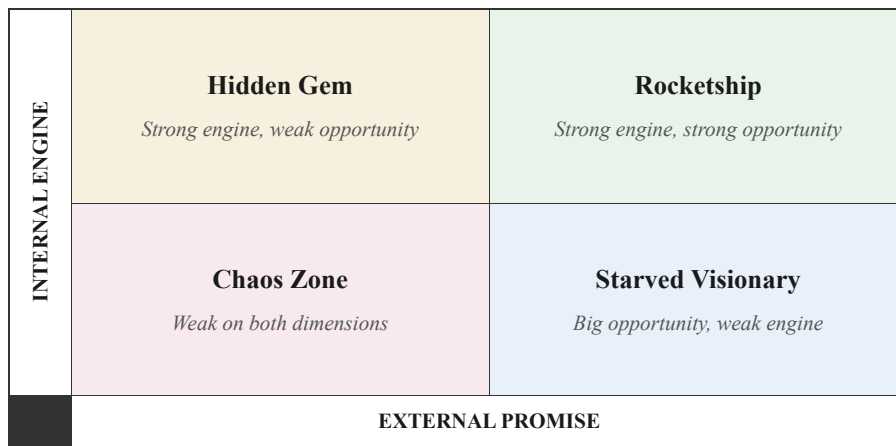 INTERNAL ENGINE
Hidden Gem
Strong engine, weak opportunity
Rocketship
Strong engine, strong opportunity
Chaos Zone
Weak on both dimensions
Starved Visionary
Big opportunity, weak engine
EXTERNAL PROMISE